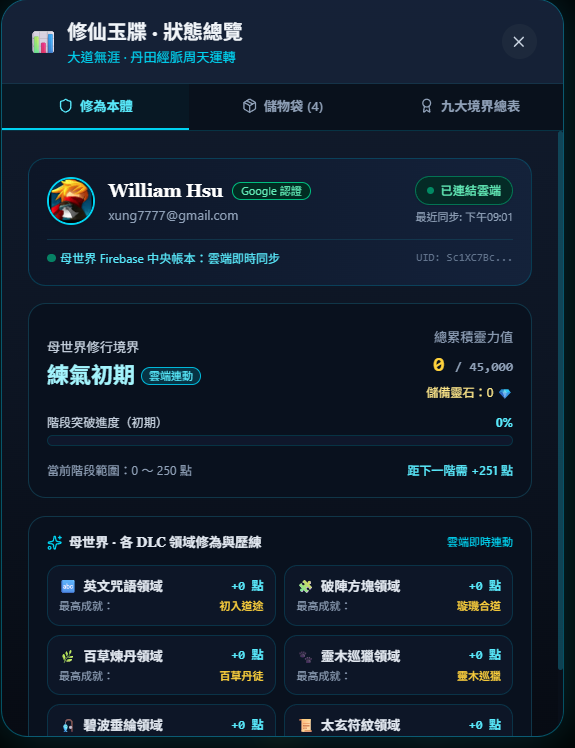 修仙玉牒 · 狀態總覽
大道無涯 · 丹田經脈周天運轉
修為本體
儲物袋 (4)
九大境界總表
William Hsu
Google 認證
已連結雲端
xung7777@gmail.com
最近同步: 下午09:01
母世界 Firebase 中央帳本：雲端即時同步
UID: Sc1XC7Bc...
母世界修行境界
總累積靈力值
練氣初期
雲端連動
0 / 45,000
儲備靈石：0
階段突破進度（初期）
0%
當前階段範圍：0 ～ 250 點
距下一階需 +251 點
母世界 · 各 DLC 領域修為與歷練
雲端即時連動
abc
英文咒語領域
+0 點
最高成就：
初入道途
破陣方塊領域
+0 點
最高成就：
璇璣合道
百草煉丹領域
+0 點
最高成就：
百草丹徒
靈木巡獵領域
+0 點
最高成就：
靈木巡獵
碧波垂綸領域
+0 點
太玄符紋領域
+0 點